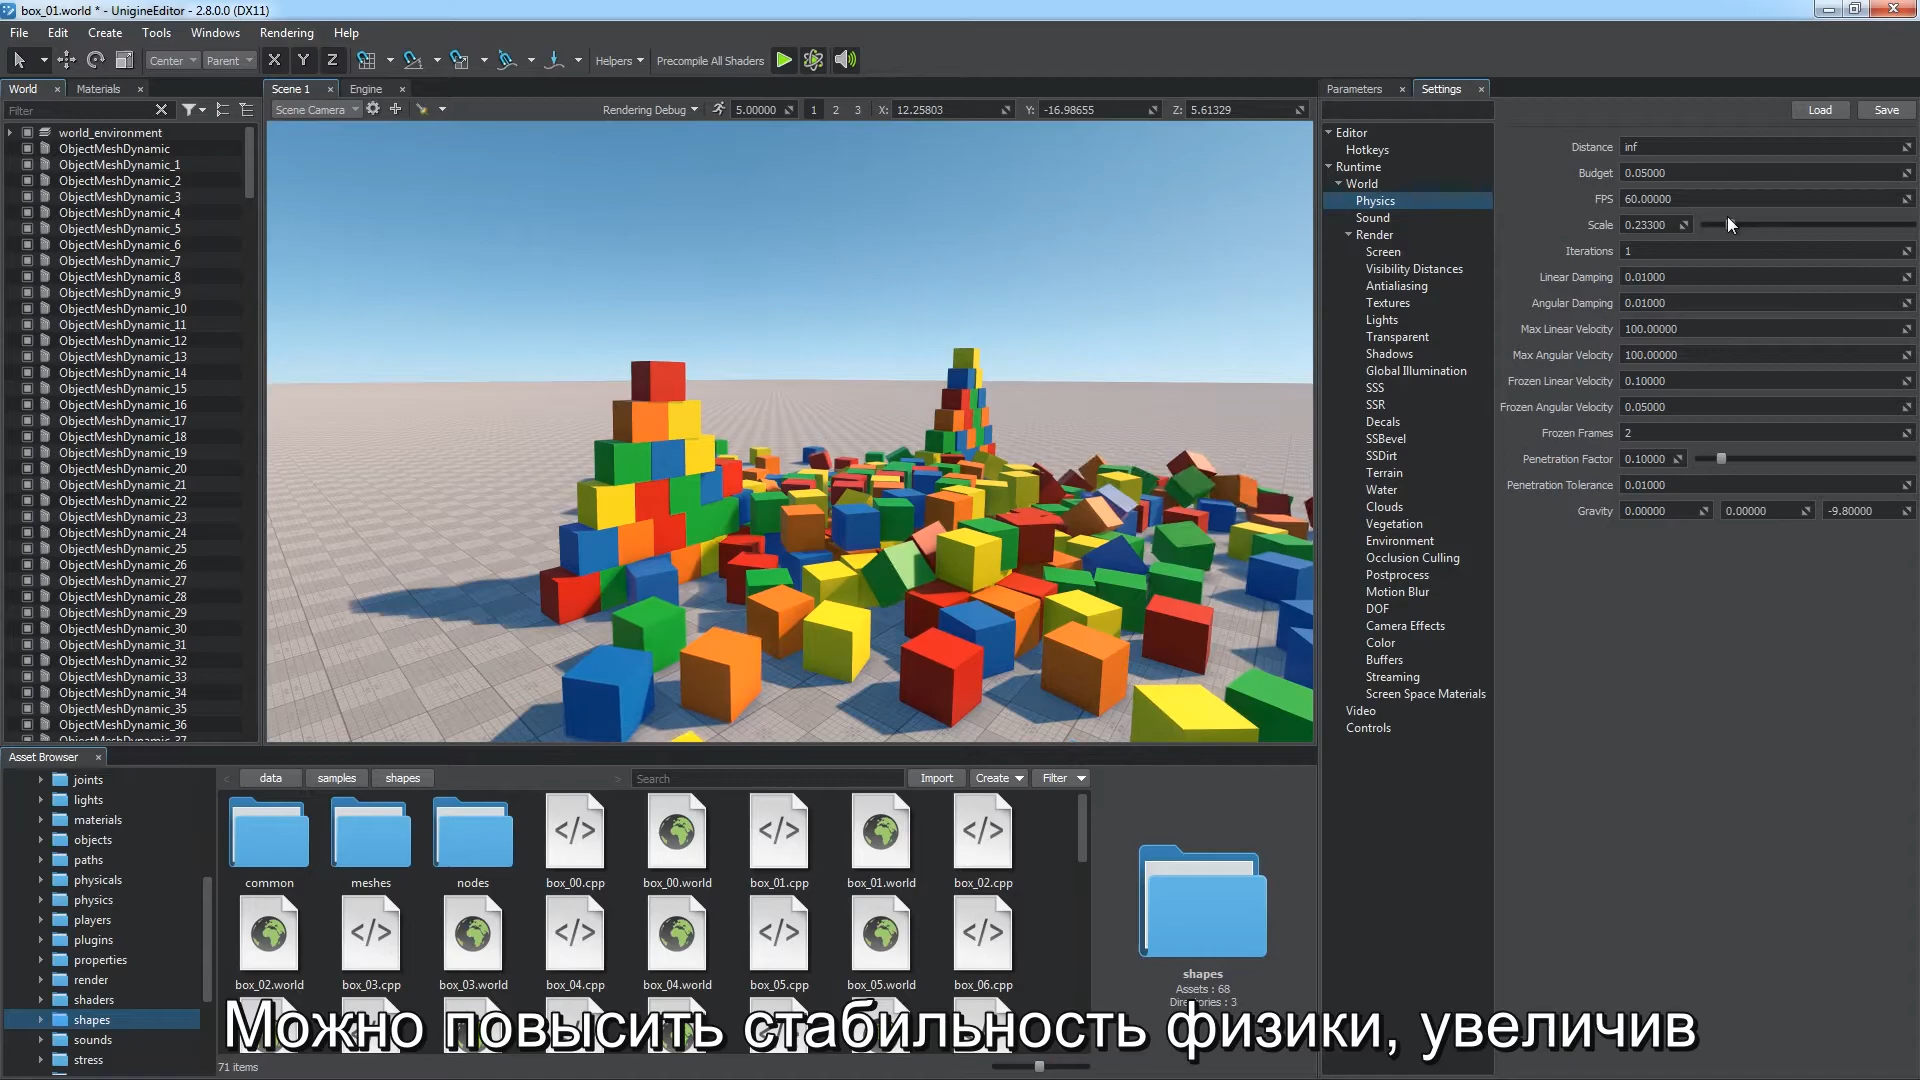 box_01.world * - UnigineEditor - 2.8.0.0 (DX11)
File Edit Create Tools Windows Rendering Help
Center Parent X Y Z Helpers Precompile All Shaders
World Materials
Filter
world_environment
ObjectMeshDynamic
ObjectMeshDynamic_1
ObjectMeshDynamic_2
ObjectMeshDynamic_3
ObjectMeshDynamic_4
ObjectMeshDynamic_5
ObjectMeshDynamic_6
ObjectMeshDynamic_7
ObjectMeshDynamic_8
ObjectMeshDynamic_9
ObjectMeshDynamic_10
ObjectMeshDynamic_11
ObjectMeshDynamic_12
ObjectMeshDynamic_13
ObjectMeshDynamic_14
ObjectMeshDynamic_15
ObjectMeshDynamic_16
ObjectMeshDynamic_17
ObjectMeshDynamic_18
ObjectMeshDynamic_19
ObjectMeshDynamic_20
ObjectMeshDynamic_21
ObjectMeshDynamic_22
ObjectMeshDynamic_23
ObjectMeshDynamic_24
ObjectMeshDynamic_25
ObjectMeshDynamic_26
ObjectMeshDynamic_27
ObjectMeshDynamic_28
ObjectMeshDynamic_29
ObjectMeshDynamic_30
ObjectMeshDynamic_31
ObjectMeshDynamic_32
ObjectMeshDynamic_33
ObjectMeshDynamic_34
ObjectMeshDynamic_35
ObjectMeshDynamic_36
ObjectMeshDynamic_37
Scene 1 Engine
Scene Camera Rendering Debug 5.00000 1 2 3 X: 12.25803 Y: -16.98655 Z: 5.61329
Parameters Settings
Load Save
Editor
Hotkeys
Runtime
World
Physics
Sound
Render
Screen
Visibility Distances
Antialiasing
Textures
Lights
Transparent
Shadows
Global Illumination
SSS
SSR
Decals
SSBevel
SSDirt
Terrain
Water
Clouds
Vegetation
Environment
Occlusion Culling
Postprocess
Motion Blur
DOF
Camera Effects
Color
Buffers
Streaming
Screen Space Materials
Video
Controls
Distance inf
Budget 0.05000
FPS 60.00000
Scale 0.23300
Iterations 1
Linear Damping 0.01000
Angular Damping 0.01000
Max Linear Velocity 100.00000
Max Angular Velocity 100.00000
Frozen Linear Velocity 0.10000
Frozen Angular Velocity 0.05000
Frozen Frames 2
Penetration Factor 0.10000
Penetration Tolerance 0.01000
Gravity 0.00000 0.00000 -9.80000
Asset Browser
joints
lights
materials
objects
paths
physicals
physics
players
plugins
properties
render
shaders
shapes
sounds
stress
< data samples shapes > Search Import Create Filter
common meshes nodes box_00.cpp box_00.world box_01.cpp box_01.world box_02.cpp
box_02.world box_03.cpp box_03.world box_04.cpp box_04.world box_05.cpp box_05.world box_06.cpp
shapes
Assets : 68
Directories : 3
71 items
Можно повысить стабильность физики, увеличив